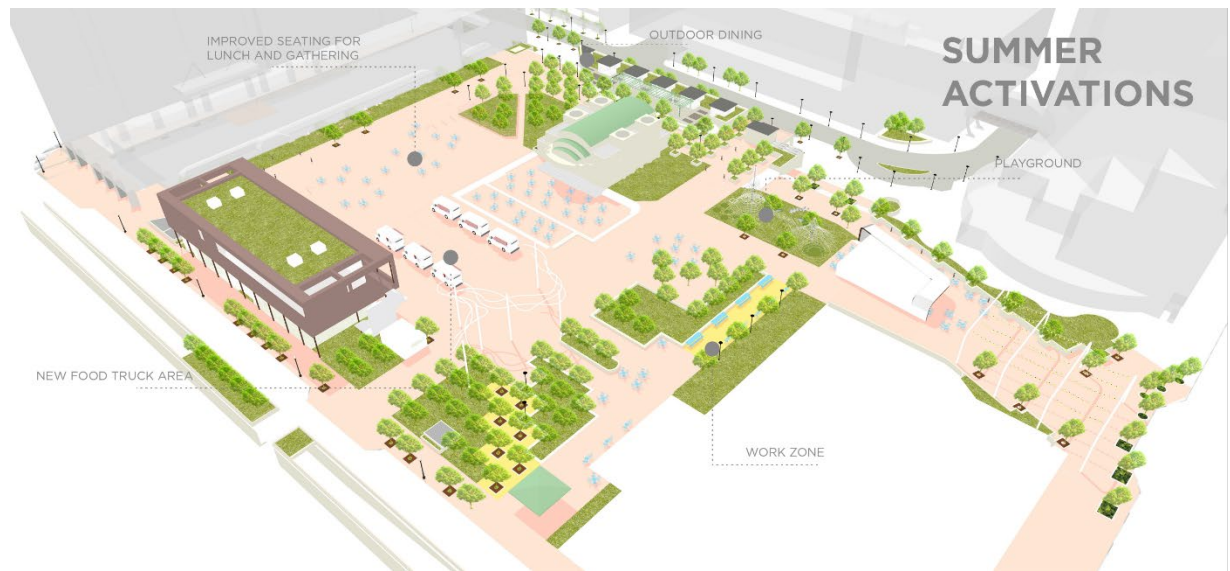 IMPROVED SEATING FOR
LUNCH AND GATHERING
OUTDOOR DINING
SUMMER
ACTIVATIONS
PLAYGROUND
NEW FOOD TRUCK AREA
WORK ZONE